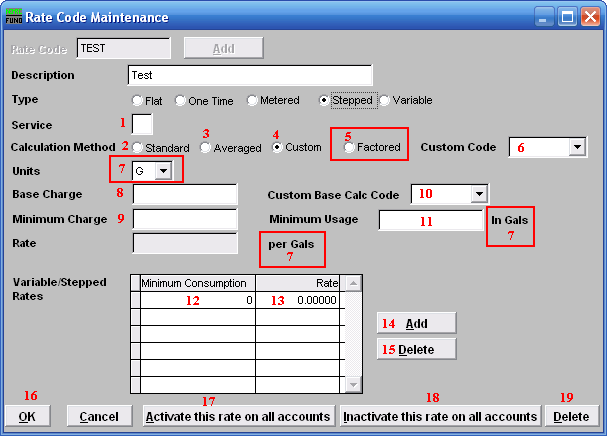 FUND Rate Code Maintenance
Rate Code TEST Add
Description Test
Type Flat One Time Metered Stepped Variable
Service 1
Calculation Method 2 Standard 3 Averaged 4 Custom 5 Factored Custom Code 6
Units 7 G
Base Charge 8 Custom Base Calc Code 10
Minimum Charge 9 Minimum Usage 11 In Gals 7
Rate per Gals 7
Variable/Stepped Rates
Minimum Consumption Rate
12 0 13 0.00000
14 Add
15 Delete
16 17 18 19
OK Cancel Activate this rate on all accounts Inactivate this rate on all accounts Delete